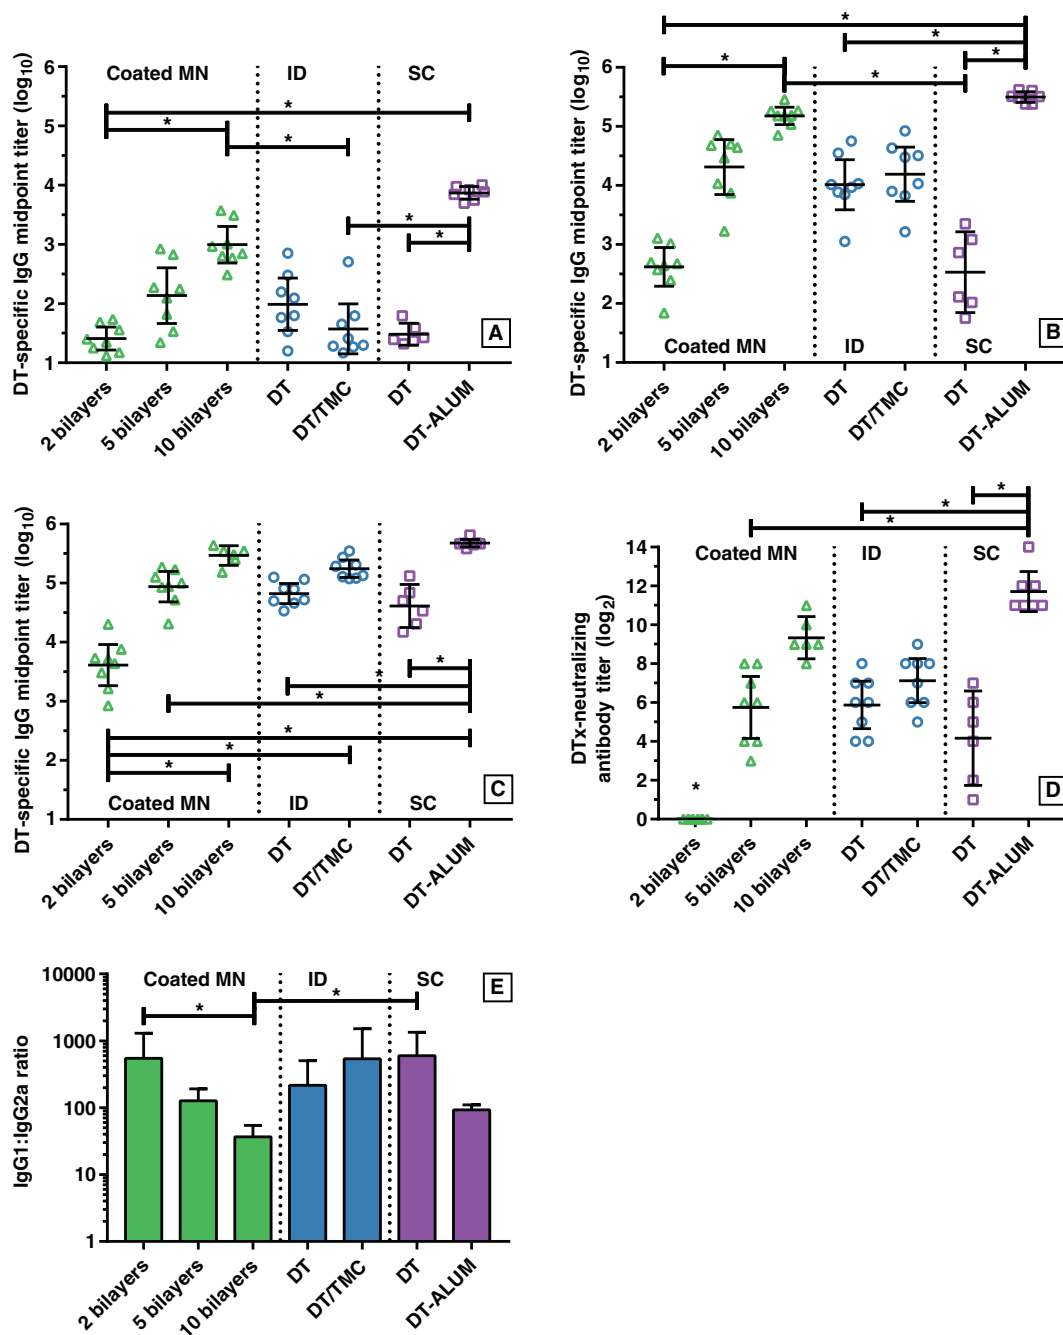 DT-specific IgG midpoint titer (log10)
6
5
4
3
2
1
Coated MN ID SC
*
*
*
*
*
A
2 bilayers
5 bilayers
10 bilayers
DT
DT/TMC
DT
DT-ALUM
DT-specific IgG midpoint titer (log10)
6
5
4
3
2
1
*
*
*
*
*
Coated MN ID SC
B
2 bilayers
5 bilayers
10 bilayers
DT
DT/TMC
DT
DT-ALUM
DT-specific IgG midpoint titer (log10)
6
5
4
3
2
1
*
*
*
*
*
*
Coated MN ID SC
C
2 bilayers
5 bilayers
10 bilayers
DT
DT/TMC
DT
DT-ALUM
DTx-neutralizing
antibody titer (log2)
14
12
10
8
6
4
2
0
*
*
*
Coated MN ID SC
*
D
2 bilayers
5 bilayers
10 bilayers
DT
DT/TMC
DT
DT-ALUM
IgG1:IgG2a ratio
10000
1000
100
10
1
Coated MN ID SC
*
*
E
2 bilayers
5 bilayers
10 bilayers
DT
DT/TMC
DT
DT-ALUM